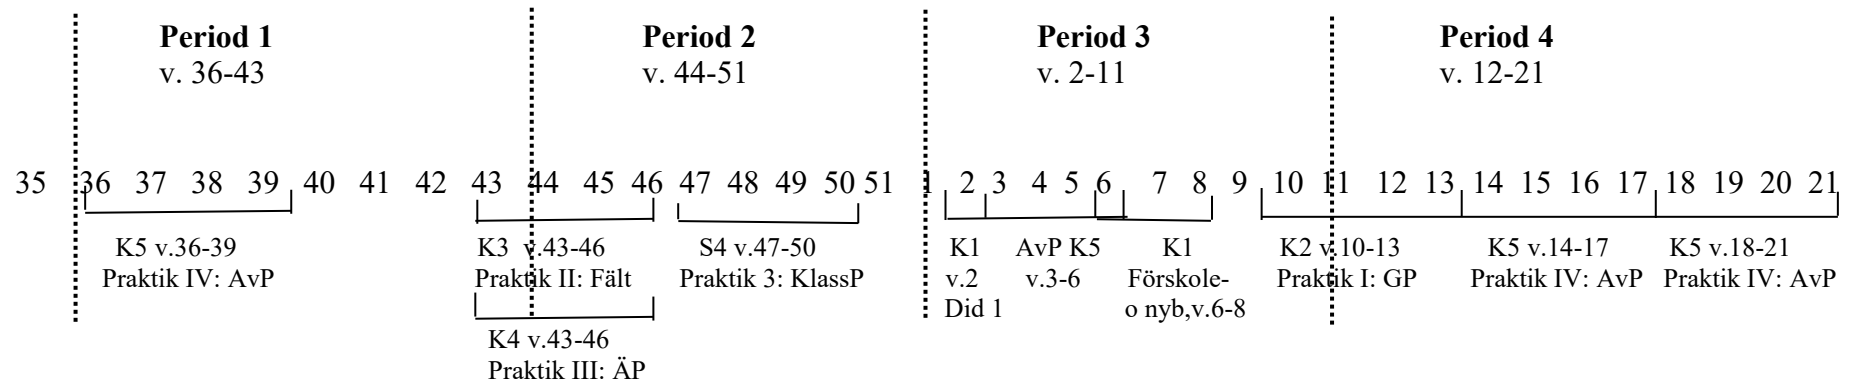 Period 1 Period 2 Period 3 Period 4
v. 36-43 v. 44-51 v. 2-11 v. 12-21
35 36 37 38 39 40 41 42 43 44 45 46 47 48 49 50 51 1 2 3 4 5 6 7 8 9 10 11 12 13 14 15 16 17 18 19 20 21
K5 v.36-39 K3 v.43-46 S4 v.47-50 K1 AvP K5 K1 K2 v.10-13 K5 v.14-17 K5 v.18-21
Praktik IV: AvP Praktik II: Fält Praktik 3: KlassP v.2 v.3-6 Förskole- Praktik I: GP Praktik IV: AvP Praktik IV: AvP
Did 1 o nyb,v.6-8
K4 v.43-46
Praktik III: ÄP